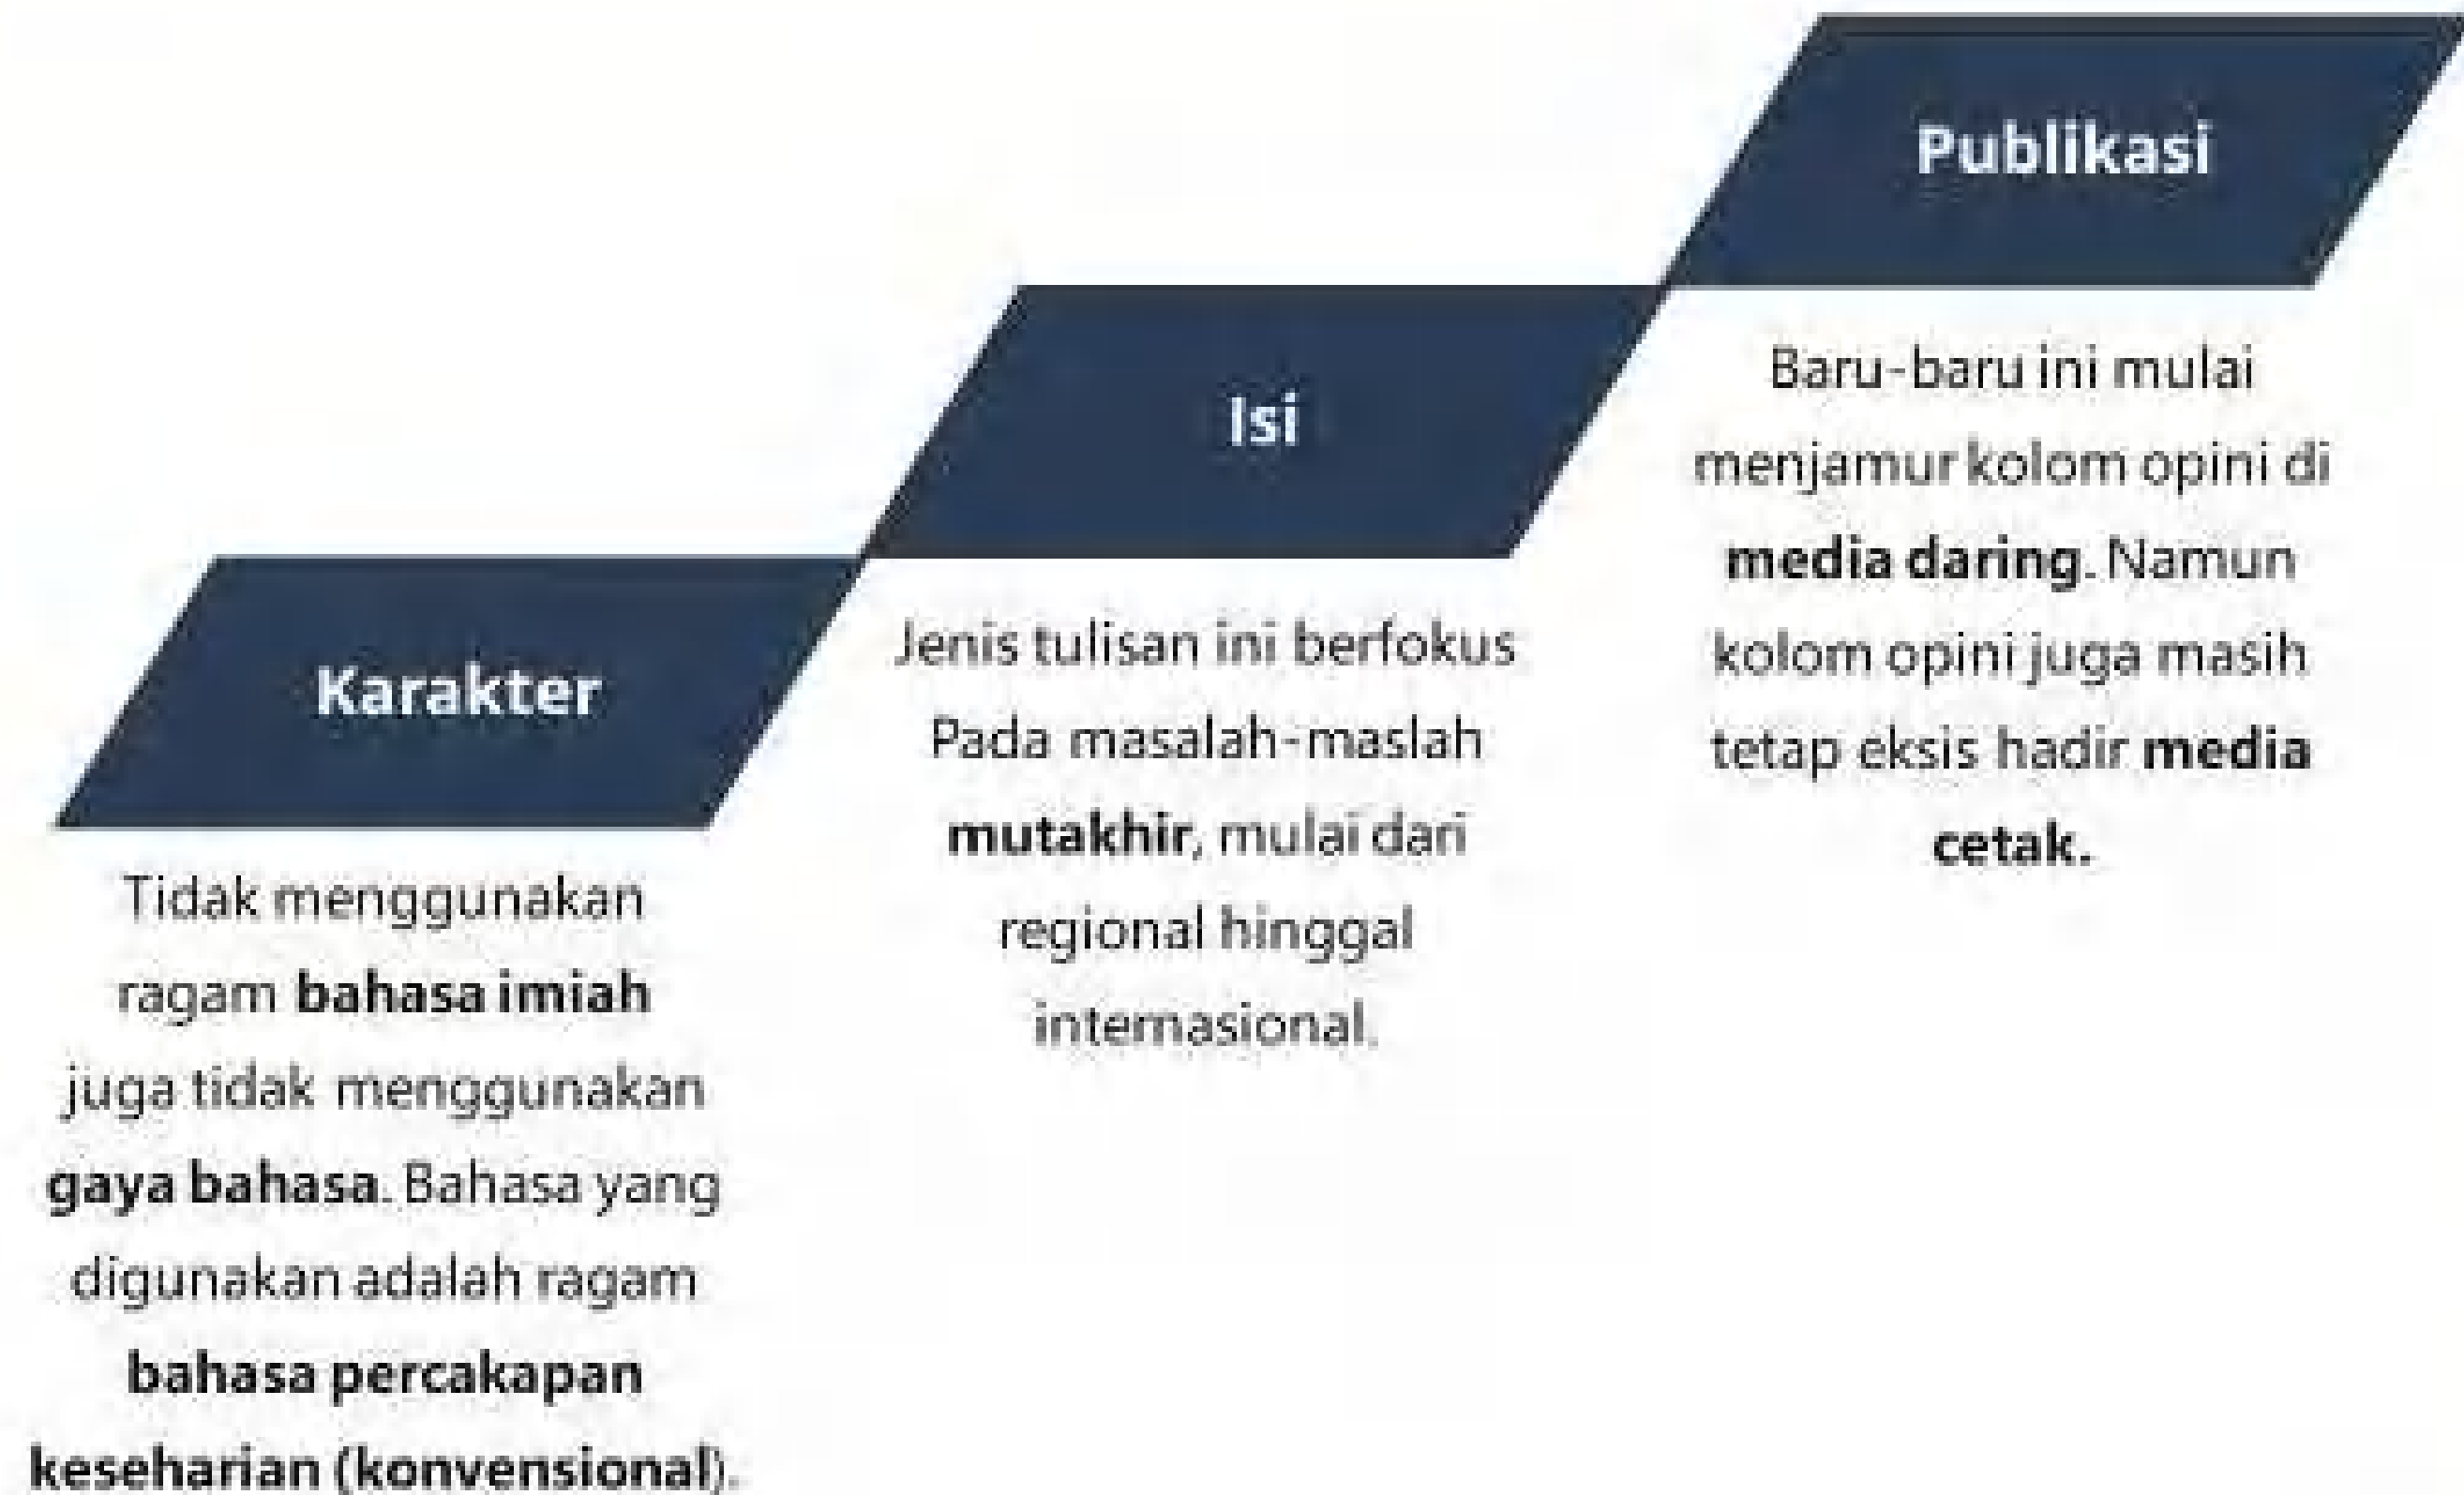 Karakter
Tidak menggunakan
ragam bahasa imiah
juga tidak menggunakan
gaya bahasa. Bahasa yang
digunakan adalah ragam
bahasa percakapan
keseharian (konvensional).
Isi
Jenis tulisan ini berfokus
Pada masalah-maslah
mutakhir, mulai dari
regional hinggal
internasional.
Publikasi
Baru-baru ini mulai
menjamur kolom opini di
media daring. Namun
kolom opini juga masih
tetap eksis hadir media
cetak.